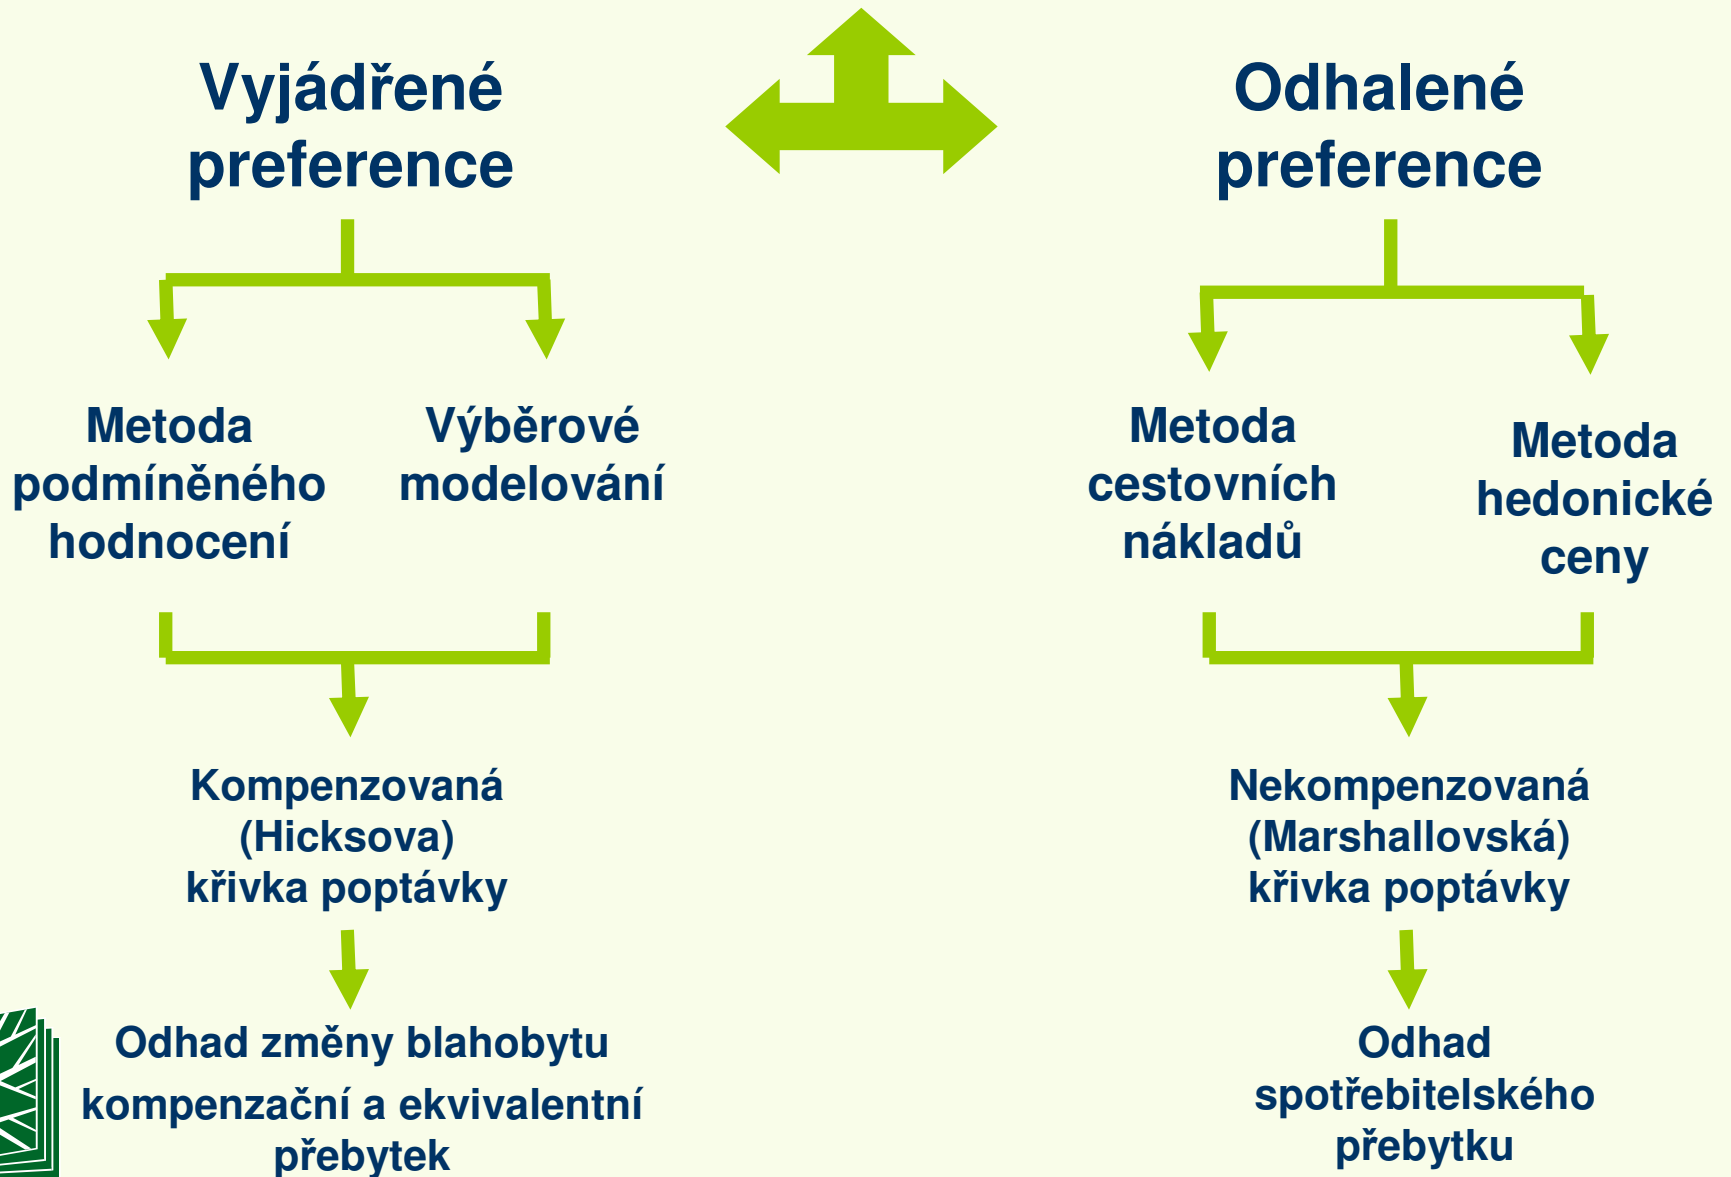 Vyjádřené
preference
Odhalené
preference
Metoda
podmíněného
hodnocení
Výběrové
modelování
Metoda
cestovních
nákladů
Metoda
hedonické
ceny
Kompenzovaná
(Hicksova)
křivka poptávky
Nekompenzovaná
(Marshallovská)
křivka poptávky
Odhad změny blahobytu
kompenzační a ekvivalentní
přebytek
Odhad
spotřebitelského
přebytku